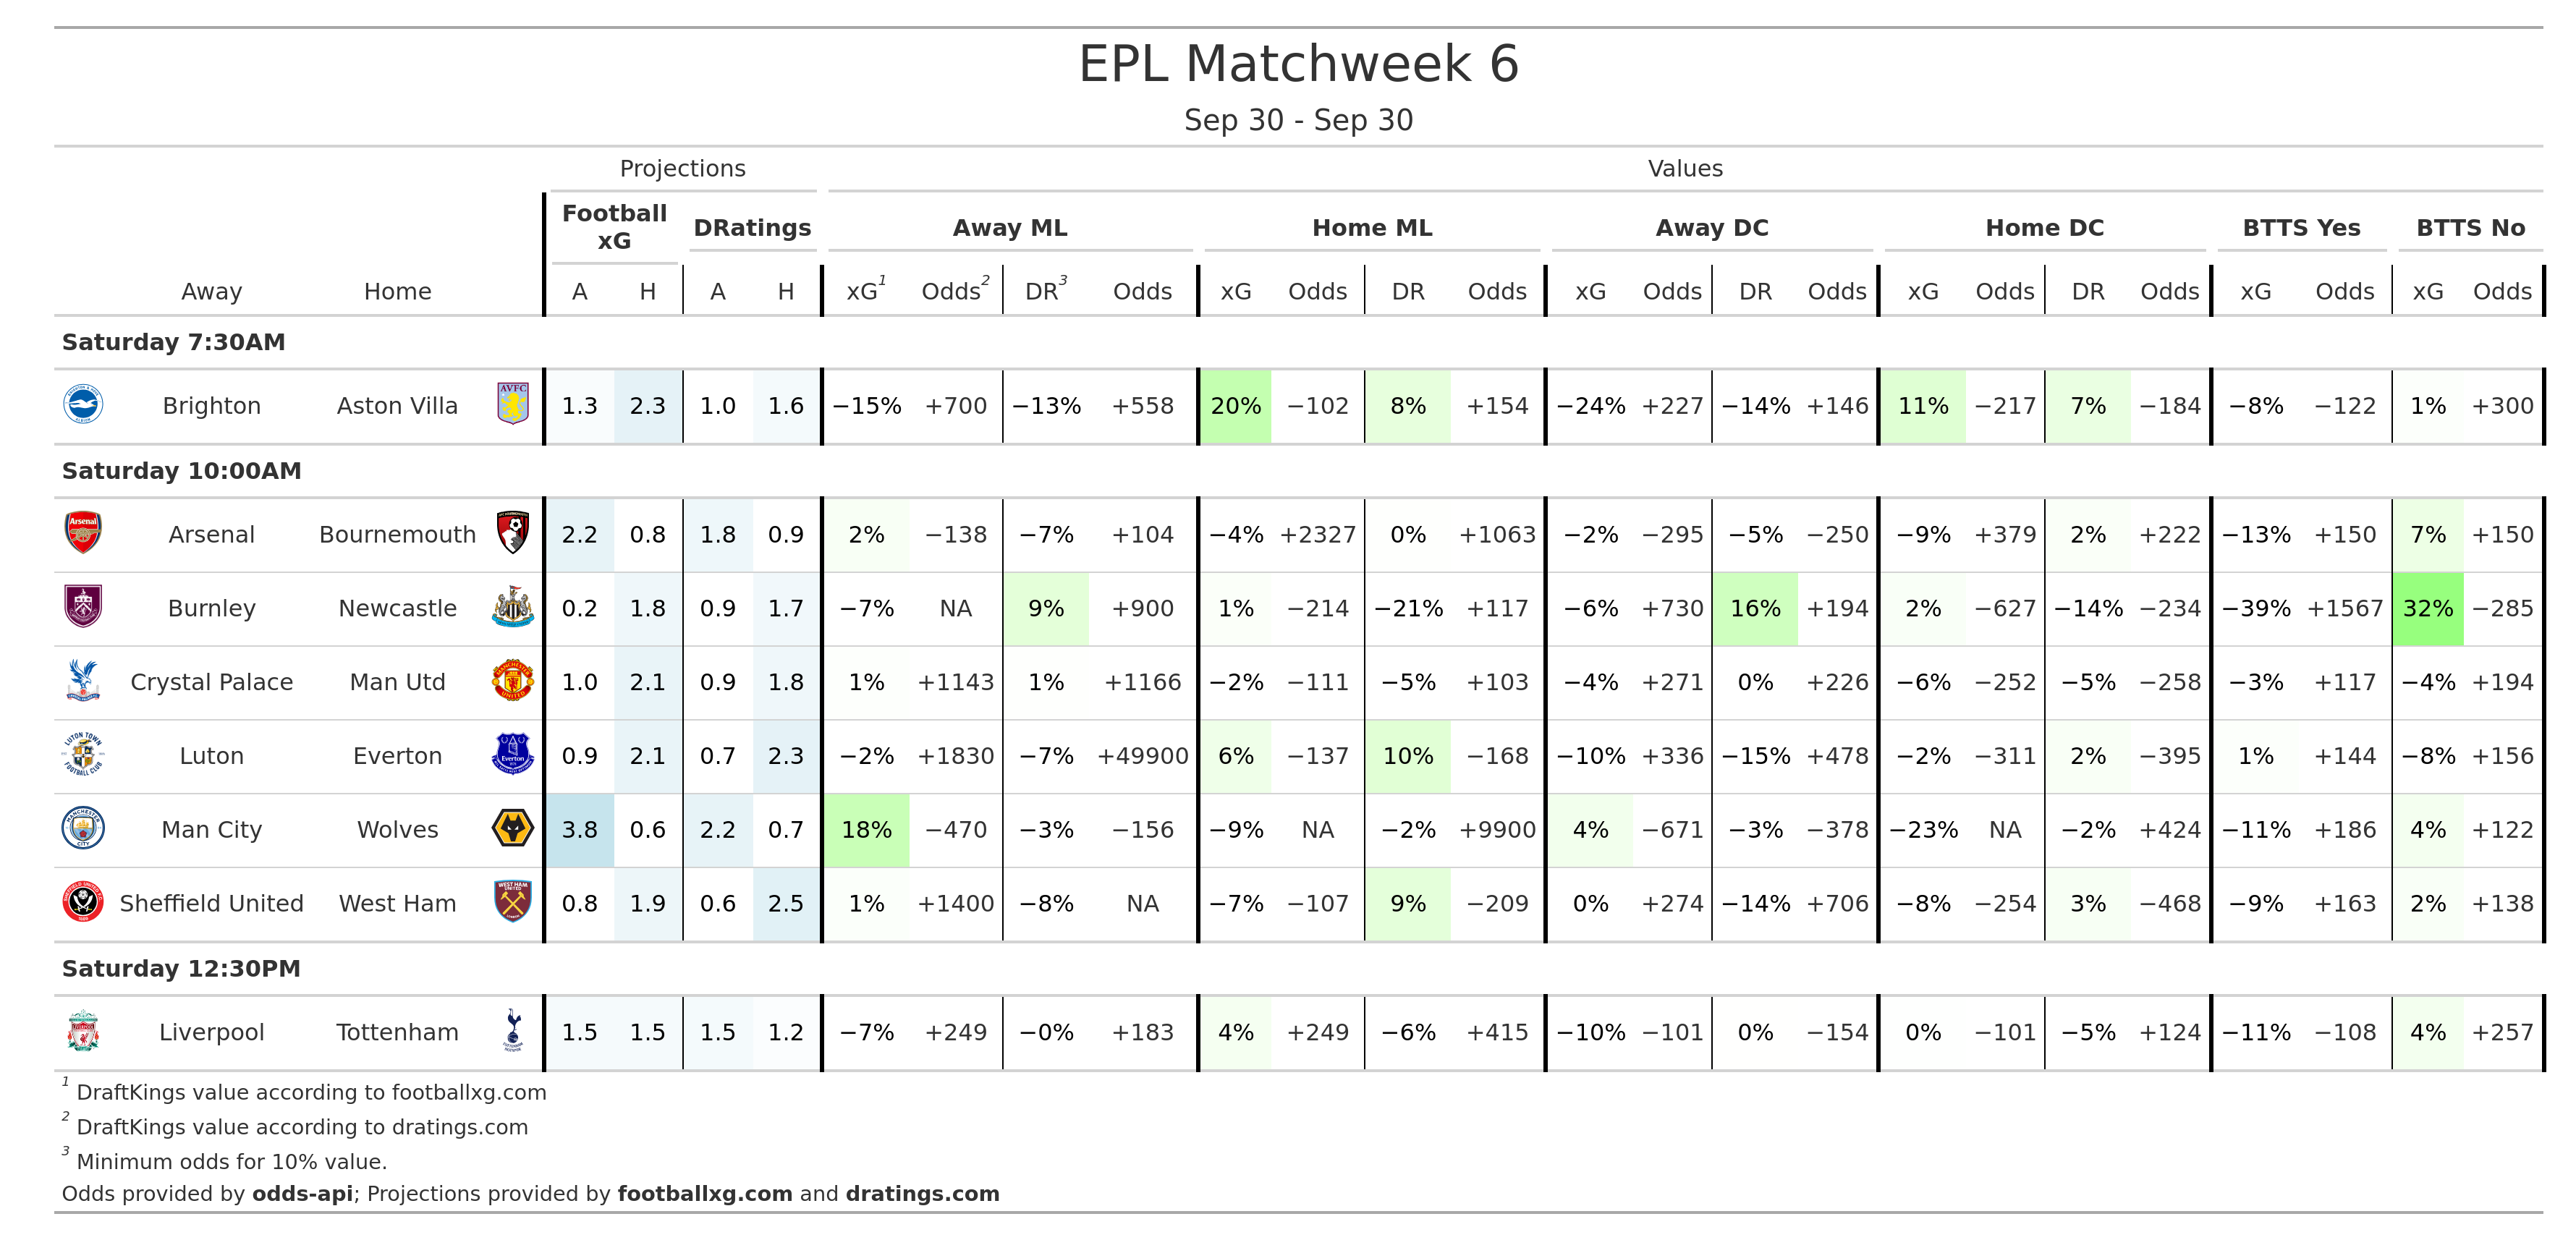 EPL Matchweek 6
Sep 30 - Sep 30
Projections Values
Football xG DRatings Away ML Home ML Away DC Home DC BTTS Yes BTTS No
Away Home A H A H xG1 Odds2 DR3 Odds xG Odds DR Odds xG Odds DR Odds xG Odds DR Odds xG Odds xG Odds
Saturday 7:30AM
Brighton Aston Villa AVFC 1.3 2.3 1.0 1.6 −15% +700 −13% +558 20% −102 8% +154 −24% +227 −14% +146 11% −217 7% −184 −8% −122 1% +300
Saturday 10:00AM
Arsenal Arsenal Bournemouth 2.2 0.8 1.8 0.9 2% −138 −7% +104 −4% +2327 0% +1063 −2% −295 −5% −250 −9% +379 2% +222 −13% +150 7% +150
Burnley Newcastle 0.2 1.8 0.9 1.7 −7% NA 9% +900 1% −214 −21% +117 −6% +730 16% +194 2% −627 −14% −234 −39% +1567 32% −285
Crystal Palace Man Utd MANCHESTER UNITED 1.0 2.1 0.9 1.8 1% +1143 1% +1166 −2% −111 −5% +103 −4% +271 0% +226 −6% −252 −5% −258 −3% +117 −4% +194
LUTON TOWN FOOTBALL CLUB Luton Everton Everton 0.9 2.1 0.7 2.3 −2% +1830 −7% +49900 6% −137 10% −168 −10% +336 −15% +478 −2% −311 2% −395 1% +144 −8% +156
MANCHESTER CITY Man City Wolves 3.8 0.6 2.2 0.7 18% −470 −3% −156 −9% NA −2% +9900 4% −671 −3% −378 −23% NA −2% +424 −11% +186 4% +122
Sheffield United West Ham WEST HAM UNITED 0.8 1.9 0.6 2.5 1% +1400 −8% NA −7% −107 9% −209 0% +274 −14% +706 −8% −254 3% −468 −9% +163 2% +138
Saturday 12:30PM
Liverpool Tottenham 1.5 1.5 1.5 1.2 −7% +249 −0% +183 4% +249 −6% +415 −10% −101 0% −154 0% −101 −5% +124 −11% −108 4% +257
1 DraftKings value according to footballxg.com
2 DraftKings value according to dratings.com
3 Minimum odds for 10% value.
Odds provided by odds-api; Projections provided by footballxg.com and dratings.com